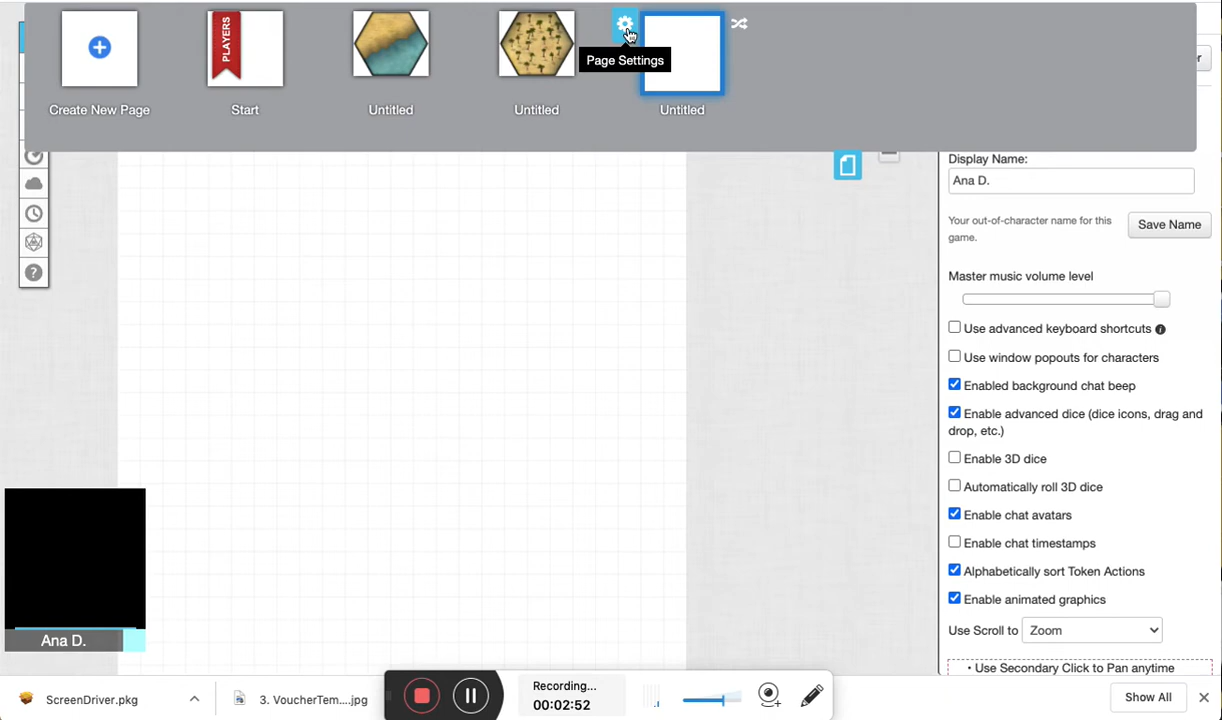 PLAYERS
Page Settings
Create New Page
Start
Untitled
Untitled
Untitled
r
Display Name:
Ana D.
Your out-of-character name for this
game.
Save Name
Master music volume level
Use advanced keyboard shortcuts
Use window popouts for characters
Enabled background chat beep
Enable advanced dice (dice icons, drag and
drop, etc.)
Enable 3D dice
Automatically roll 3D dice
Enable chat avatars
Enable chat timestamps
Alphabetically sort Token Actions
Enable animated graphics
Use Scroll to Zoom
• Use Secondary Click to Pan anytime
Ana D.
ScreenDriver.pkg
3. VoucherTem....jpg
Recording...
00:02:52
Show All